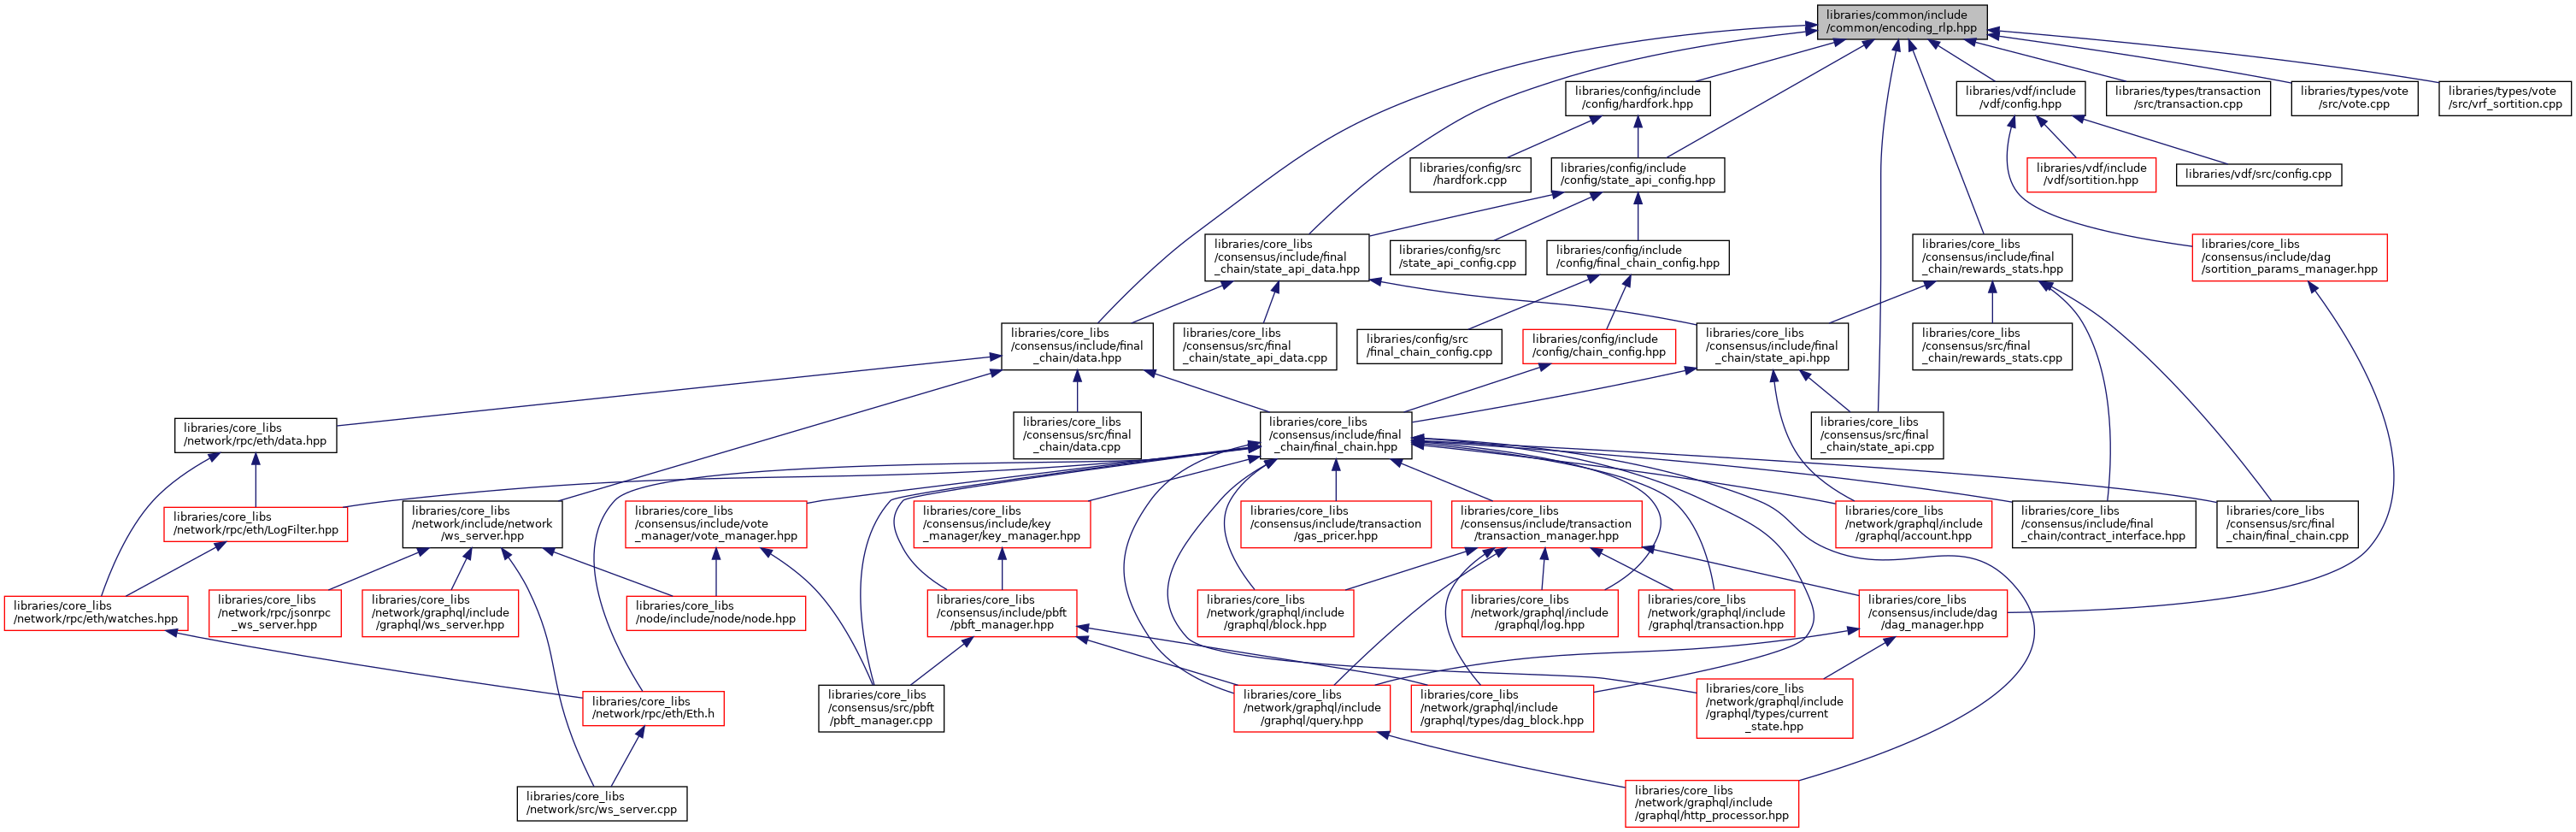 libraries/common/include
/common/encoding_rlp.hpp
libraries/config/include
/config/hardfork.hpp
libraries/vdf/include
/vdf/config.hpp
libraries/types/transaction
/src/transaction.cpp
libraries/types/vote
/src/vote.cpp
libraries/types/vote
/src/vrf_sortition.cpp
libraries/config/src
/hardfork.cpp
libraries/config/include
/config/state_api_config.hpp
libraries/vdf/include
/vdf/sortition.hpp
libraries/vdf/src/config.cpp
libraries/core_libs
/consensus/include/final
_chain/state_api_data.hpp
libraries/config/src
/state_api_config.cpp
libraries/config/include
/config/final_chain_config.hpp
libraries/core_libs
/consensus/include/final
_chain/rewards_stats.hpp
libraries/core_libs
/consensus/include/dag
/sortition_params_manager.hpp
libraries/core_libs
/consensus/include/final
_chain/data.hpp
libraries/core_libs
/consensus/src/final
_chain/state_api_data.cpp
libraries/config/src
/final_chain_config.cpp
libraries/config/include
/config/chain_config.hpp
libraries/core_libs
/consensus/include/final
_chain/state_api.hpp
libraries/core_libs
/consensus/src/final
_chain/rewards_stats.cpp
libraries/core_libs
/network/rpc/eth/data.hpp
libraries/core_libs
/consensus/src/final
_chain/data.cpp
libraries/core_libs
/consensus/include/final
_chain/final_chain.hpp
libraries/core_libs
/consensus/src/final
_chain/state_api.cpp
libraries/core_libs
/network/rpc/eth/LogFilter.hpp
libraries/core_libs
/network/include/network
/ws_server.hpp
libraries/core_libs
/consensus/include/vote
_manager/vote_manager.hpp
libraries/core_libs
/consensus/include/key
_manager/key_manager.hpp
libraries/core_libs
/consensus/include/transaction
/gas_pricer.hpp
libraries/core_libs
/consensus/include/transaction
/transaction_manager.hpp
libraries/core_libs
/network/graphql/include
/graphql/account.hpp
libraries/core_libs
/consensus/include/final
_chain/contract_interface.hpp
libraries/core_libs
/consensus/src/final
_chain/final_chain.cpp
libraries/core_libs
/network/rpc/eth/watches.hpp
libraries/core_libs
/network/rpc/jsonrpc
_ws_server.hpp
libraries/core_libs
/network/graphql/include
/graphql/ws_server.hpp
libraries/core_libs
/node/include/node/node.hpp
libraries/core_libs
/consensus/include/pbft
/pbft_manager.hpp
libraries/core_libs
/network/graphql/include
/graphql/block.hpp
libraries/core_libs
/network/graphql/include
/graphql/log.hpp
libraries/core_libs
/network/graphql/include
/graphql/transaction.hpp
libraries/core_libs
/consensus/include/dag
/dag_manager.hpp
libraries/core_libs
/network/rpc/eth/Eth.h
libraries/core_libs
/consensus/src/pbft
/pbft_manager.cpp
libraries/core_libs
/network/graphql/include
/graphql/query.hpp
libraries/core_libs
/network/graphql/include
/graphql/types/dag_block.hpp
libraries/core_libs
/network/graphql/include
/graphql/types/current
_state.hpp
libraries/core_libs
/network/src/ws_server.cpp
libraries/core_libs
/network/graphql/include
/graphql/http_processor.hpp